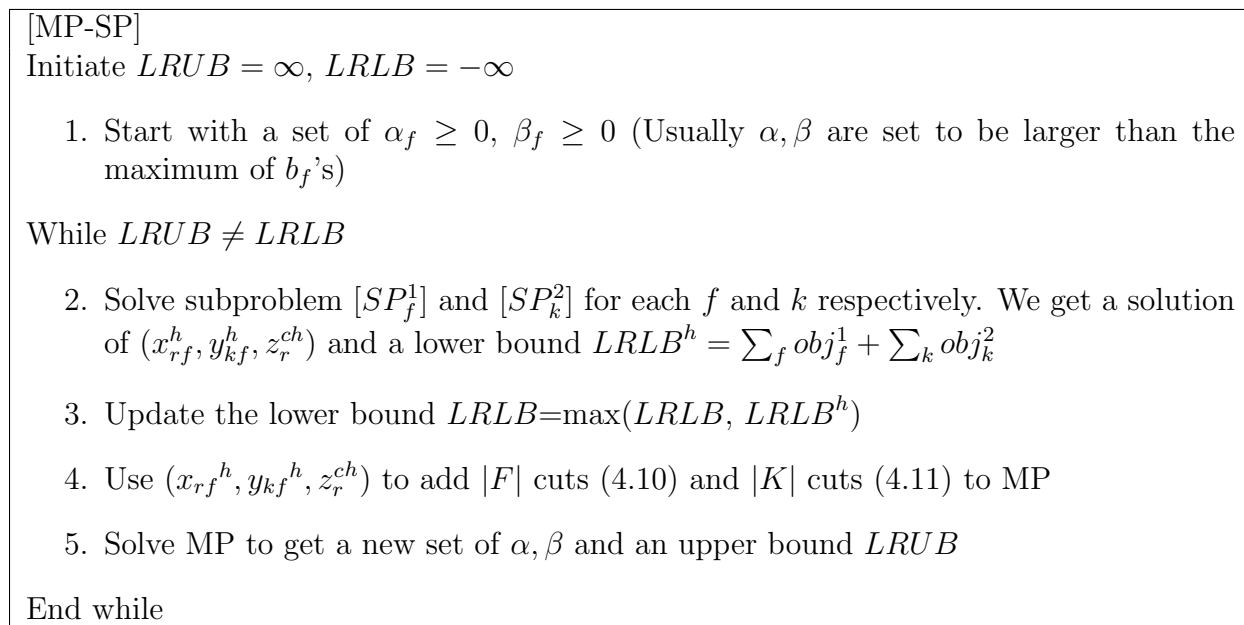 [MP-SP]
Initiate LRUB = ∞, LRLB = −∞
1. Start with a set of α_f ≥ 0, β_f ≥ 0 (Usually α, β are set to be larger than the
maximum of b_f's)
While LRUB ≠ LRLB
2. Solve subproblem [SP_f^1] and [SP_k^2] for each f and k respectively. We get a solution
of (x_{rf}^h, y_{kf}^h, z_r^{ch}) and a lower bound LRLB^h = ∑_f obj_f^1 + ∑_k obj_k^2
3. Update the lower bound LRLB=max(LRLB, LRLB^h)
4. Use (x_{rf}^h, y_{kf}^h, z_r^{ch}) to add |F| cuts (4.10) and |K| cuts (4.11) to MP
5. Solve MP to get a new set of α, β and an upper bound LRUB
End while